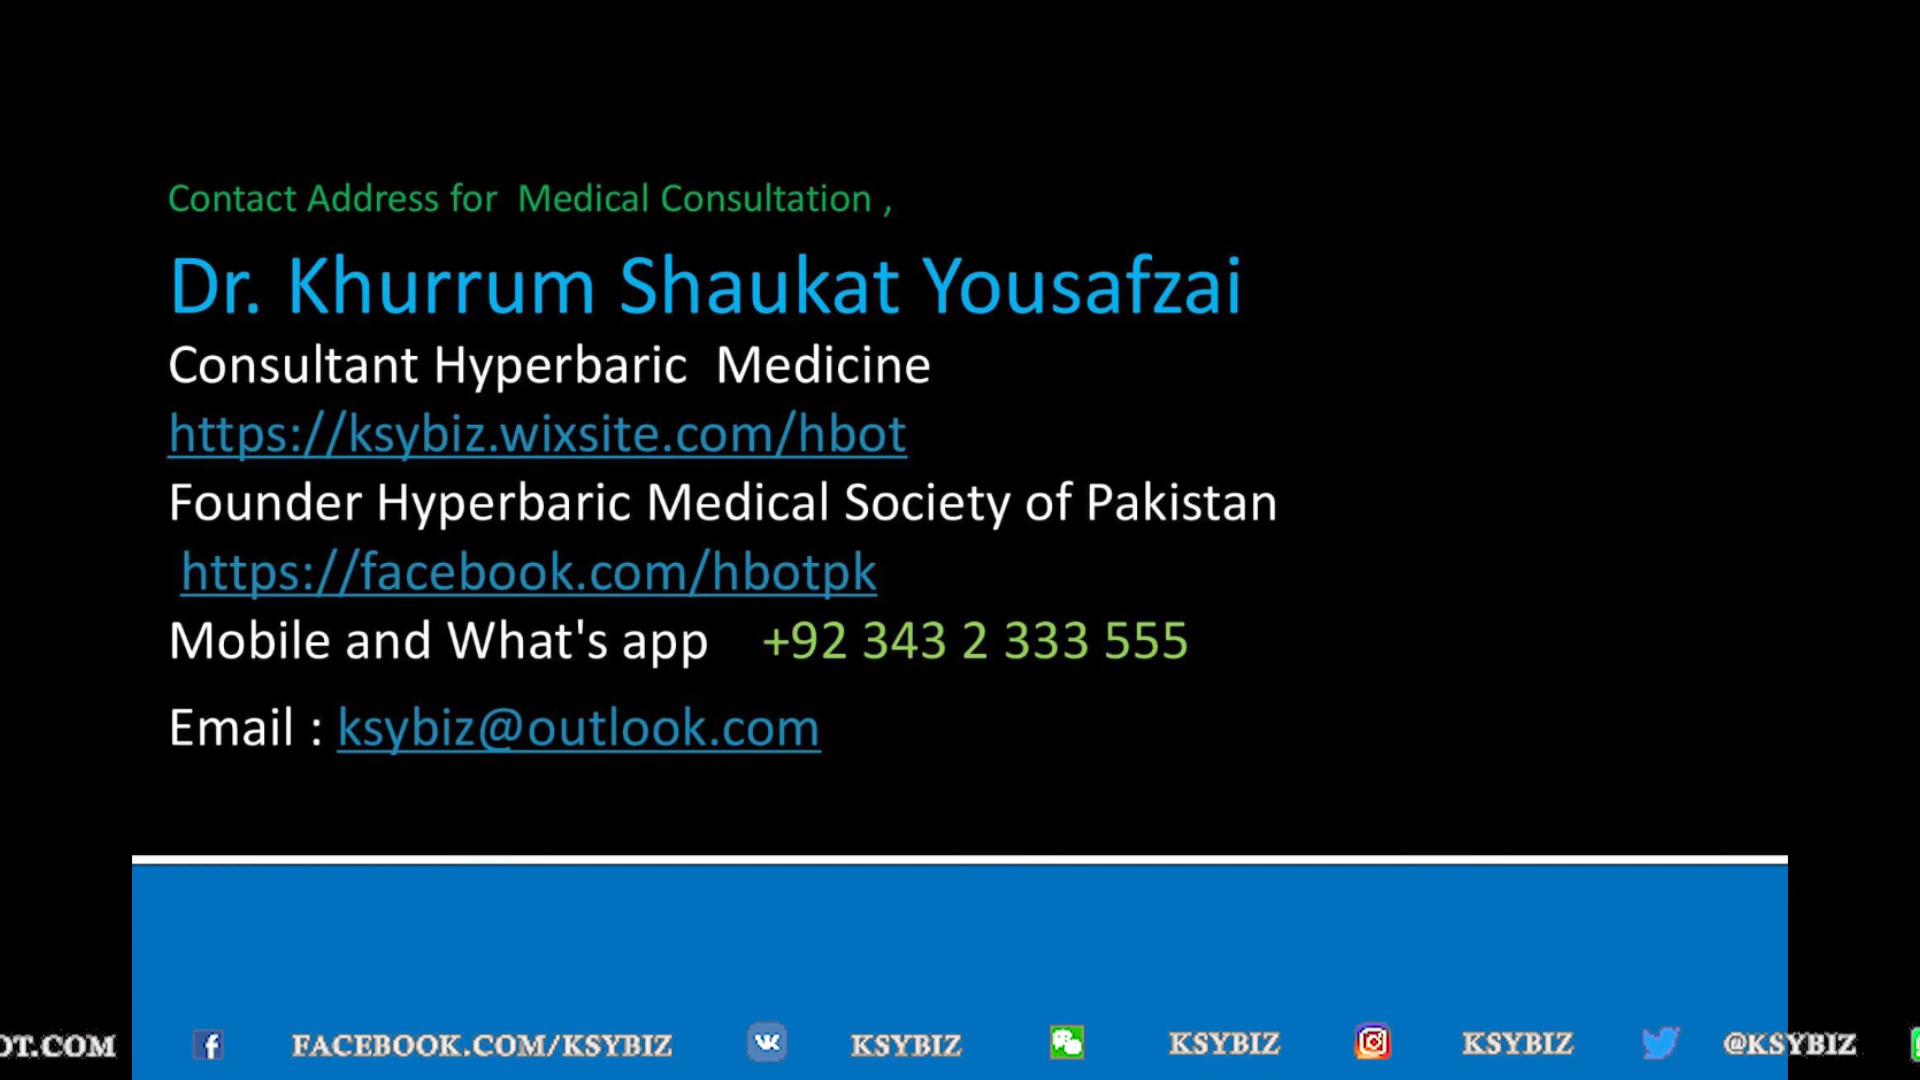 Contact Address for Medical Consultation ,
Dr. Khurrum Shaukat Yousafzai
Consultant Hyperbaric Medicine
https://ksybiz.wixsite.com/hbot
Founder Hyperbaric Medical Society of Pakistan
https://facebook.com/hbotpk
Mobile and What's app +92 343 2 333 555
Email : ksybiz@outlook.com
OT.COM FACEBOOK.COM/KSYBIZ KSYBIZ KSYBIZ KSYBIZ @KSYBIZ